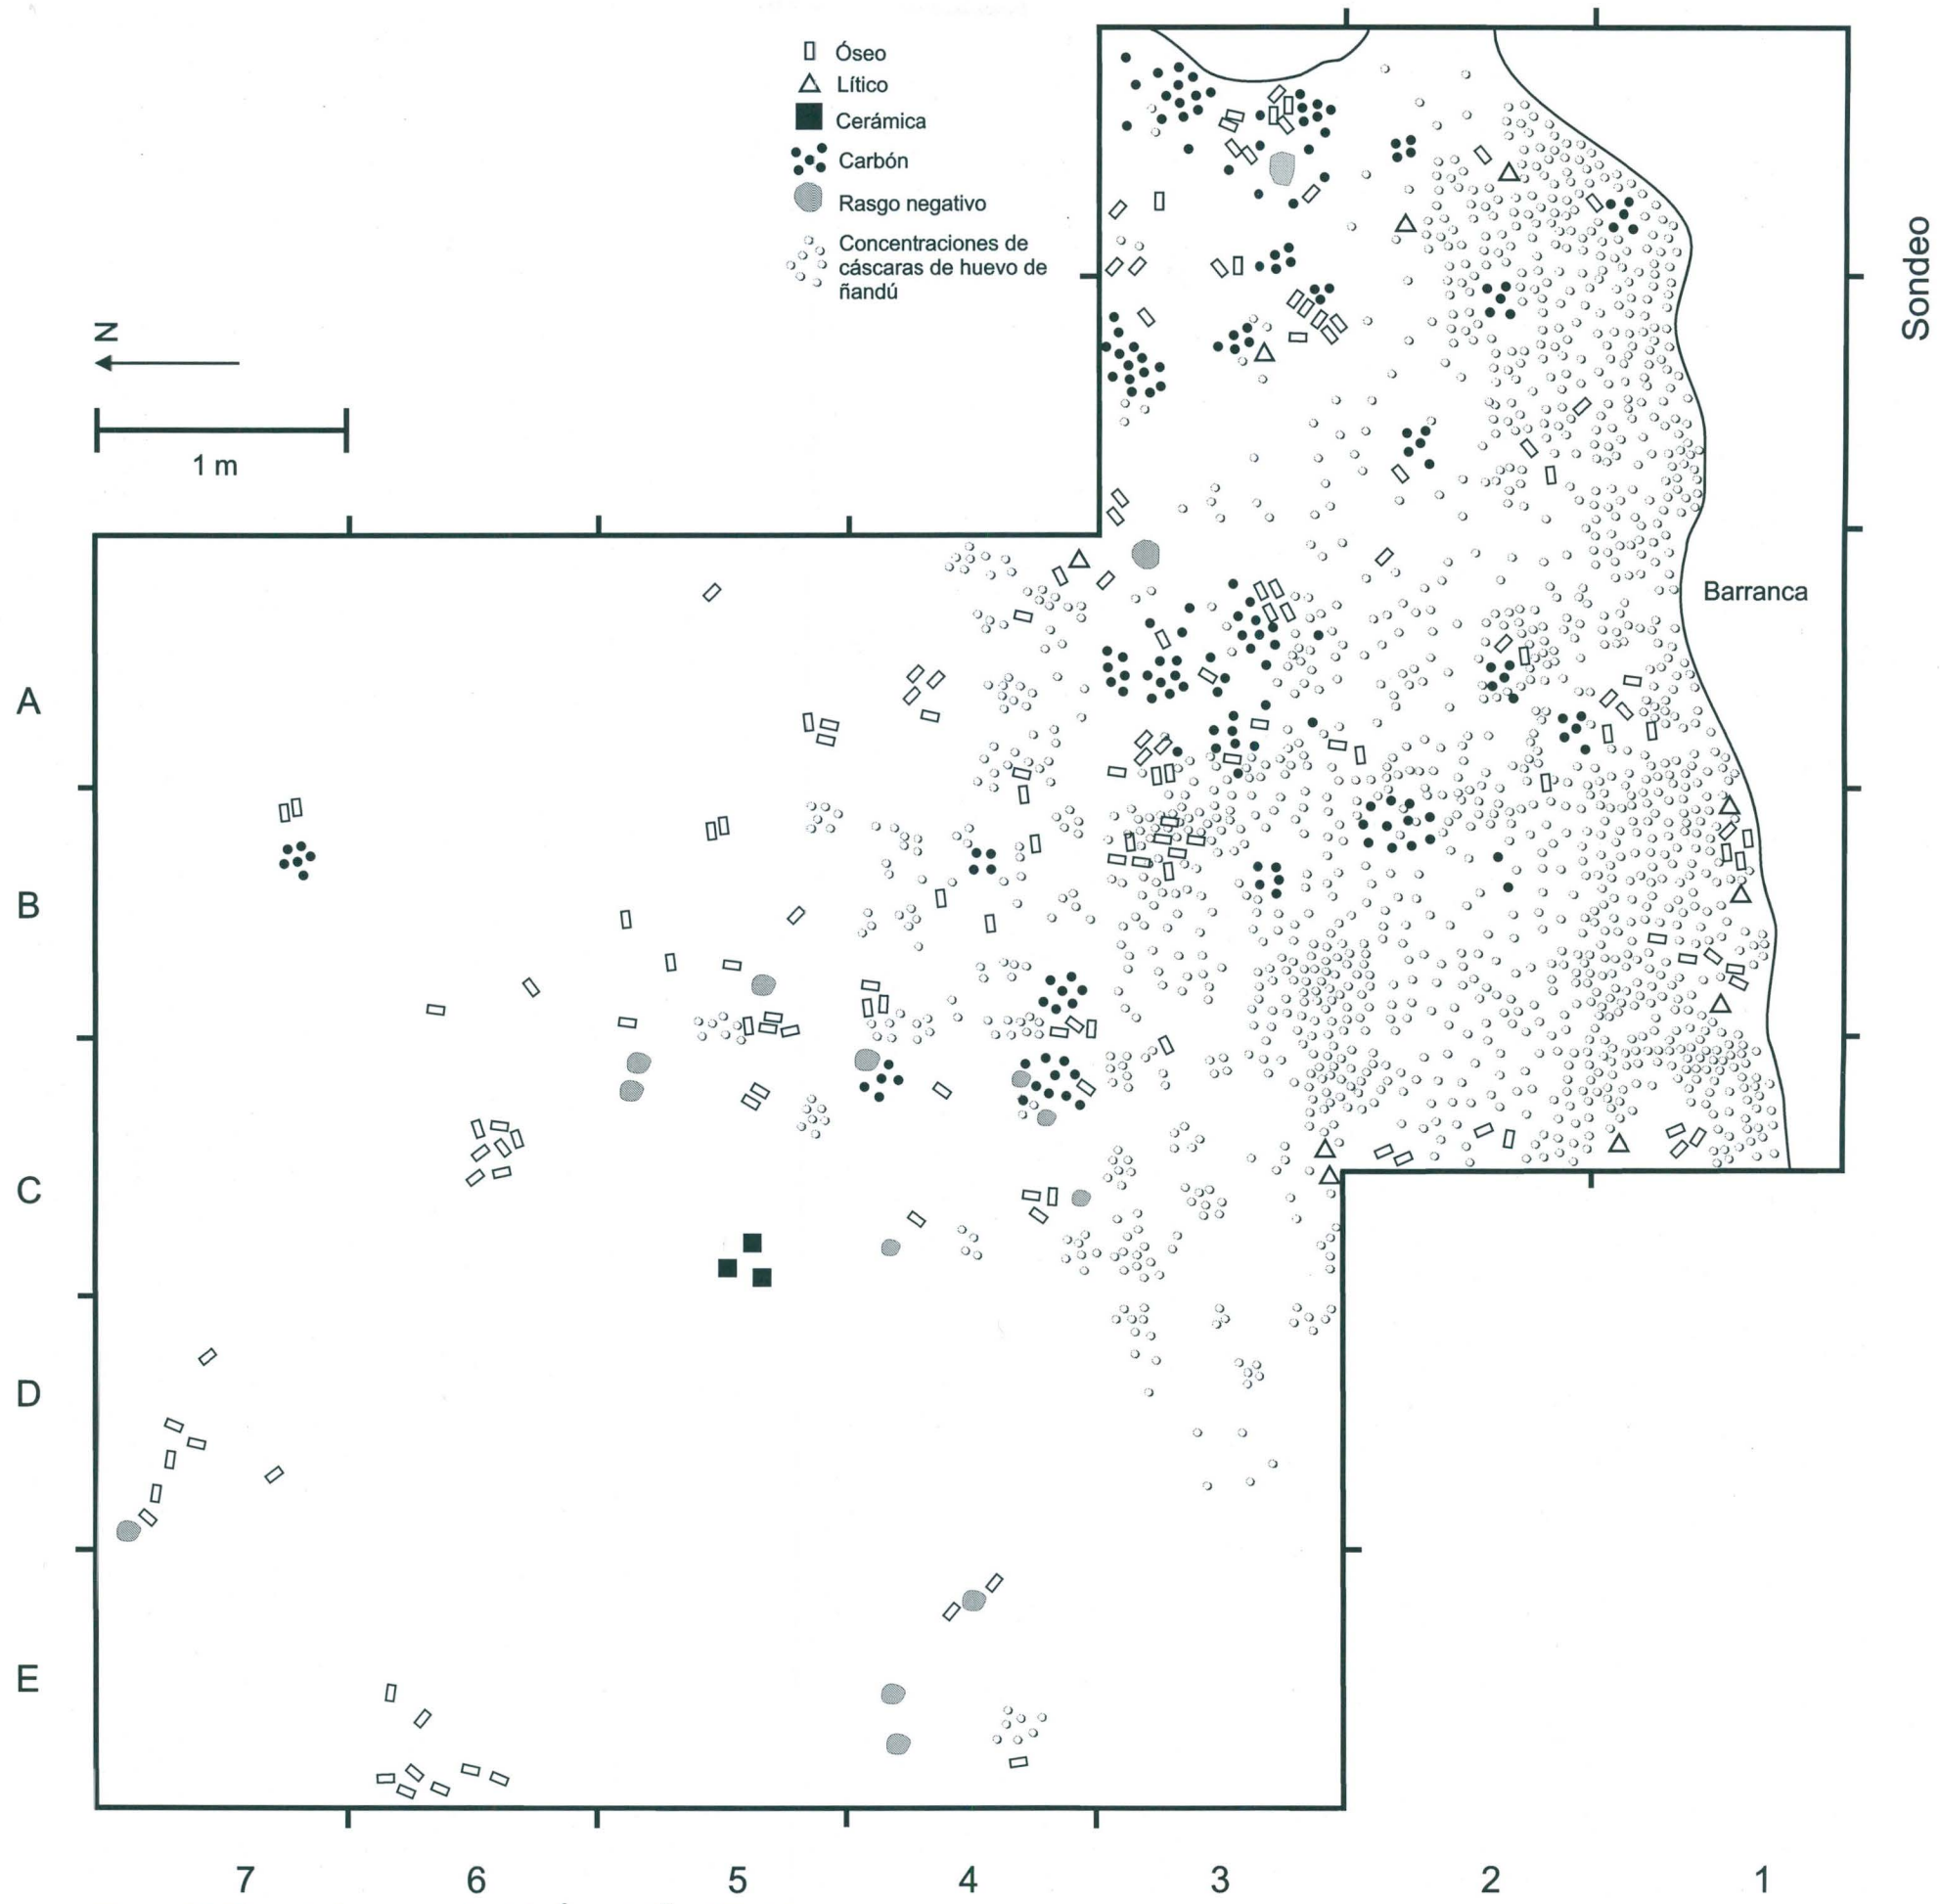 Óseo
Lítico
Cerámica
Carbón
Rasgo negativo
Concentraciones de
cáscaras de huevo de
ñandú
N
1 m
Sondeo
Barranca
A
B
C
D
E
7 6 5 4 3 2 1